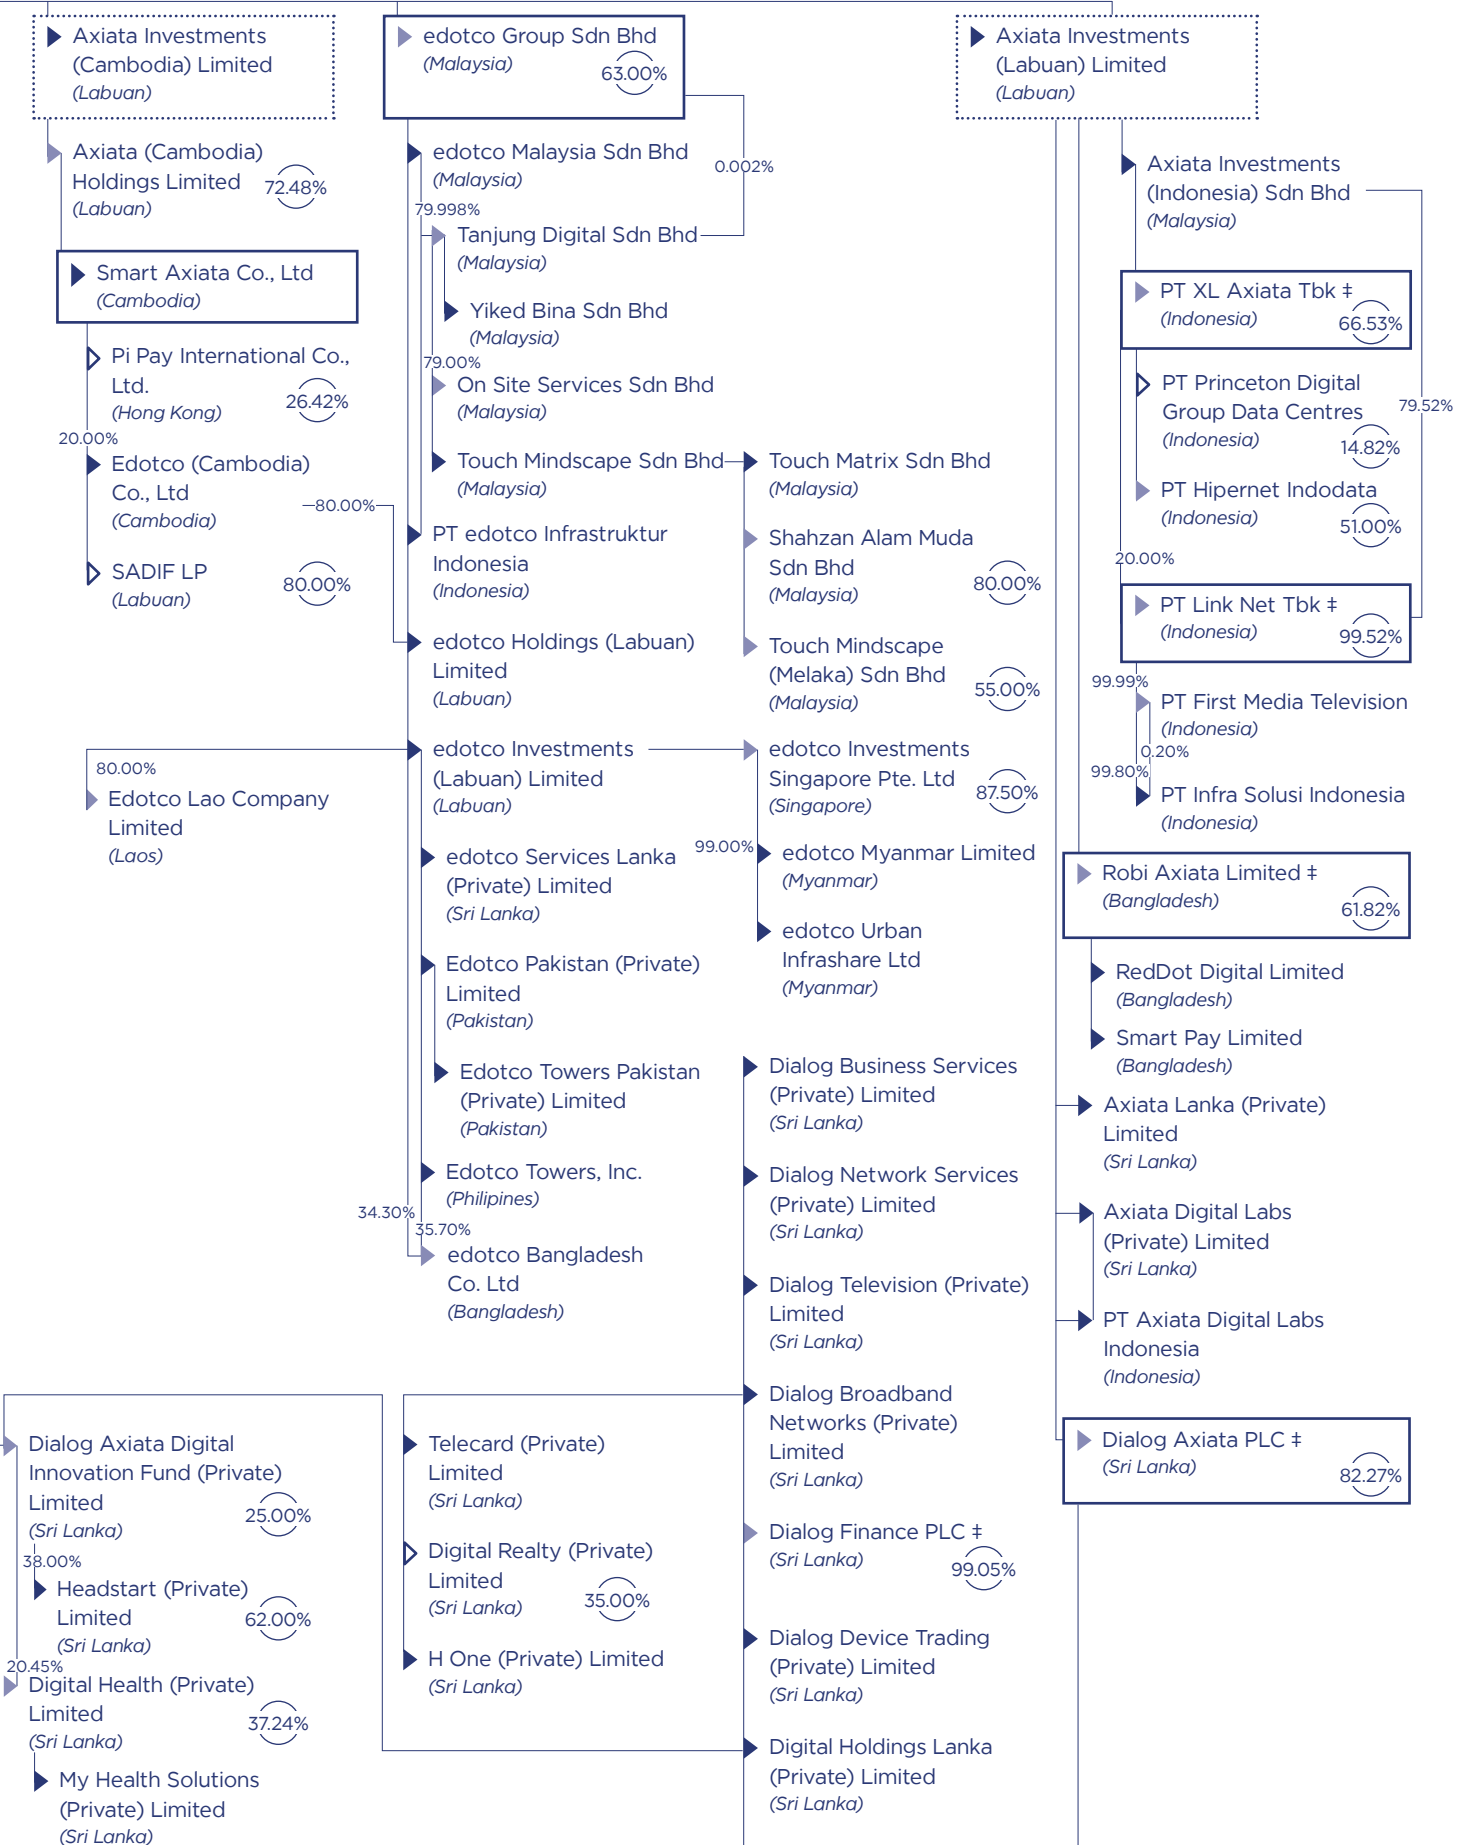 Axiata Investments
(Cambodia) Limited
(Labuan)
Axiata (Cambodia)
Holdings Limited
72.48%
(Labuan)
Smart Axiata Co., Ltd
(Cambodia)
Pi Pay International Co.,
Ltd.
(Hong Kong)
26.42%
20.00%
Edotco (Cambodia)
Co., Ltd
(Cambodia)
80.00%
SADIF LP
(Labuan)
80.00%
edotco Group Sdn Bhd
(Malaysia)
63.00%
edotco Malaysia Sdn Bhd
(Malaysia)
0.002%
79.998%
Tanjung Digital Sdn Bhd
(Malaysia)
Yiked Bina Sdn Bhd
(Malaysia)
79.00%
On Site Services Sdn Bhd
(Malaysia)
Touch Mindscape Sdn Bhd
(Malaysia)
Touch Matrix Sdn Bhd
(Malaysia)
Shahzan Alam Muda
Sdn Bhd
(Malaysia)
80.00%
Touch Mindscape
(Melaka) Sdn Bhd
(Malaysia)
55.00%
PT edotco Infrastruktur
Indonesia
(Indonesia)
edotco Holdings (Labuan)
Limited
(Labuan)
edotco Investments
(Labuan) Limited
(Labuan)
80.00%
Edotco Lao Company
Limited
(Laos)
edotco Investments
Singapore Pte. Ltd
(Singapore)
87.50%
99.00%
edotco Myanmar Limited
(Myanmar)
edotco Urban
Infrashare Ltd
(Myanmar)
edotco Services Lanka
(Private) Limited
(Sri Lanka)
Edotco Pakistan (Private)
Limited
(Pakistan)
Edotco Towers Pakistan
(Private) Limited
(Pakistan)
Edotco Towers, Inc.
(Philipines)
34.30%
35.70%
edotco Bangladesh
Co. Ltd
(Bangladesh)
Axiata Investments
(Labuan) Limited
(Labuan)
Axiata Investments
(Indonesia) Sdn Bhd
(Malaysia)
PT XL Axiata Tbk ‡
(Indonesia)
66.53%
PT Princeton Digital
Group Data Centres
(Indonesia)
14.82%
79.52%
PT Hipernet Indodata
(Indonesia)
51.00%
20.00%
PT Link Net Tbk ‡
(Indonesia)
99.52%
99.99%
PT First Media Television
(Indonesia)
0.20%
99.80%
PT Infra Solusi Indonesia
(Indonesia)
Robi Axiata Limited ‡
(Bangladesh)
61.82%
RedDot Digital Limited
(Bangladesh)
Smart Pay Limited
(Bangladesh)
Axiata Lanka (Private)
Limited
(Sri Lanka)
Axiata Digital Labs
(Private) Limited
(Sri Lanka)
PT Axiata Digital Labs
Indonesia
(Indonesia)
Dialog Axiata PLC ‡
(Sri Lanka)
82.27%
Dialog Business Services
(Private) Limited
(Sri Lanka)
Dialog Network Services
(Private) Limited
(Sri Lanka)
Dialog Television (Private)
Limited
(Sri Lanka)
Dialog Broadband
Networks (Private)
Limited
(Sri Lanka)
Dialog Finance PLC ‡
(Sri Lanka)
99.05%
Dialog Device Trading
(Private) Limited
(Sri Lanka)
Digital Holdings Lanka
(Private) Limited
(Sri Lanka)
Telecard (Private)
Limited
(Sri Lanka)
Digital Realty (Private)
Limited
(Sri Lanka)
35.00%
H One (Private) Limited
(Sri Lanka)
Dialog Axiata Digital
Innovation Fund (Private)
Limited
(Sri Lanka)
25.00%
38.00%
Headstart (Private)
Limited
(Sri Lanka)
62.00%
20.45%
Digital Health (Private)
Limited
(Sri Lanka)
37.24%
My Health Solutions
(Private) Limited
(Sri Lanka)